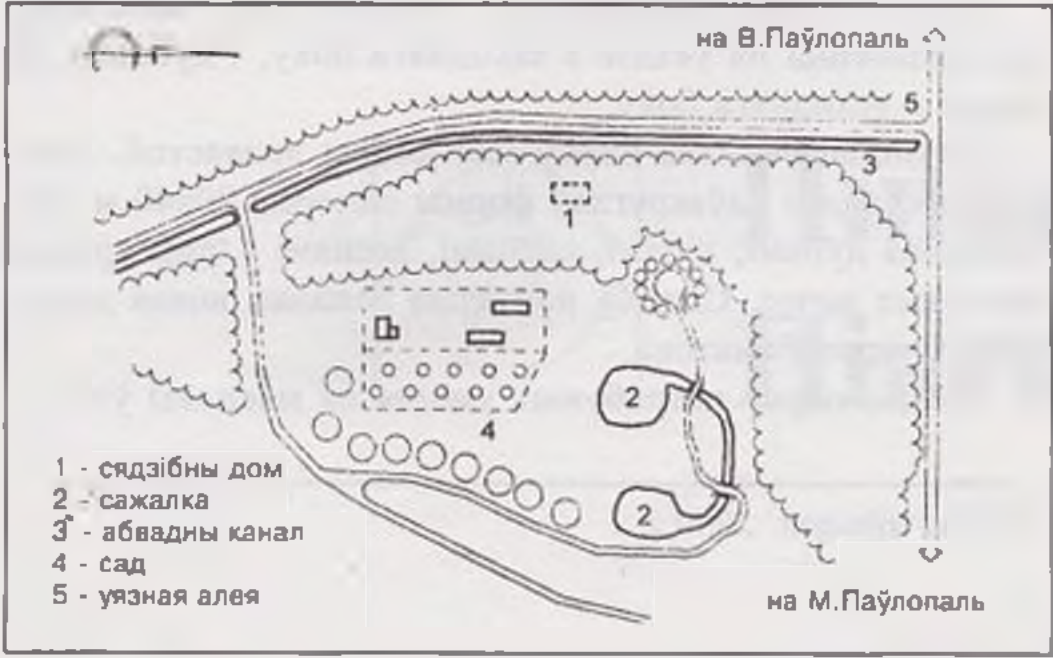 на В.Паўлопаль
5
3
1
2
4
2
1 - сядзібны дом
2 - сажалка
3 - абвадны канал
4 - сад
5 - уязная алея
на М.Паўлопаль